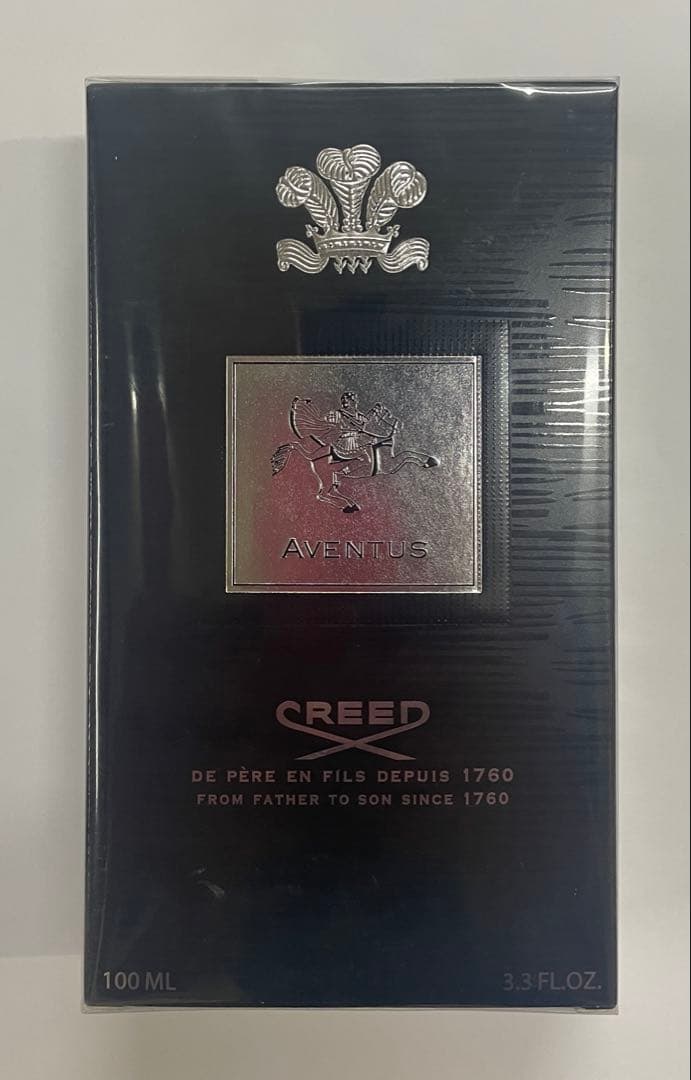 AVENTUS
CREED
DE PÈRE EN FILS DEPUIS 1760
FROM FATHER TO SON SINCE 1760
100 ML
3.3 FL.OZ.